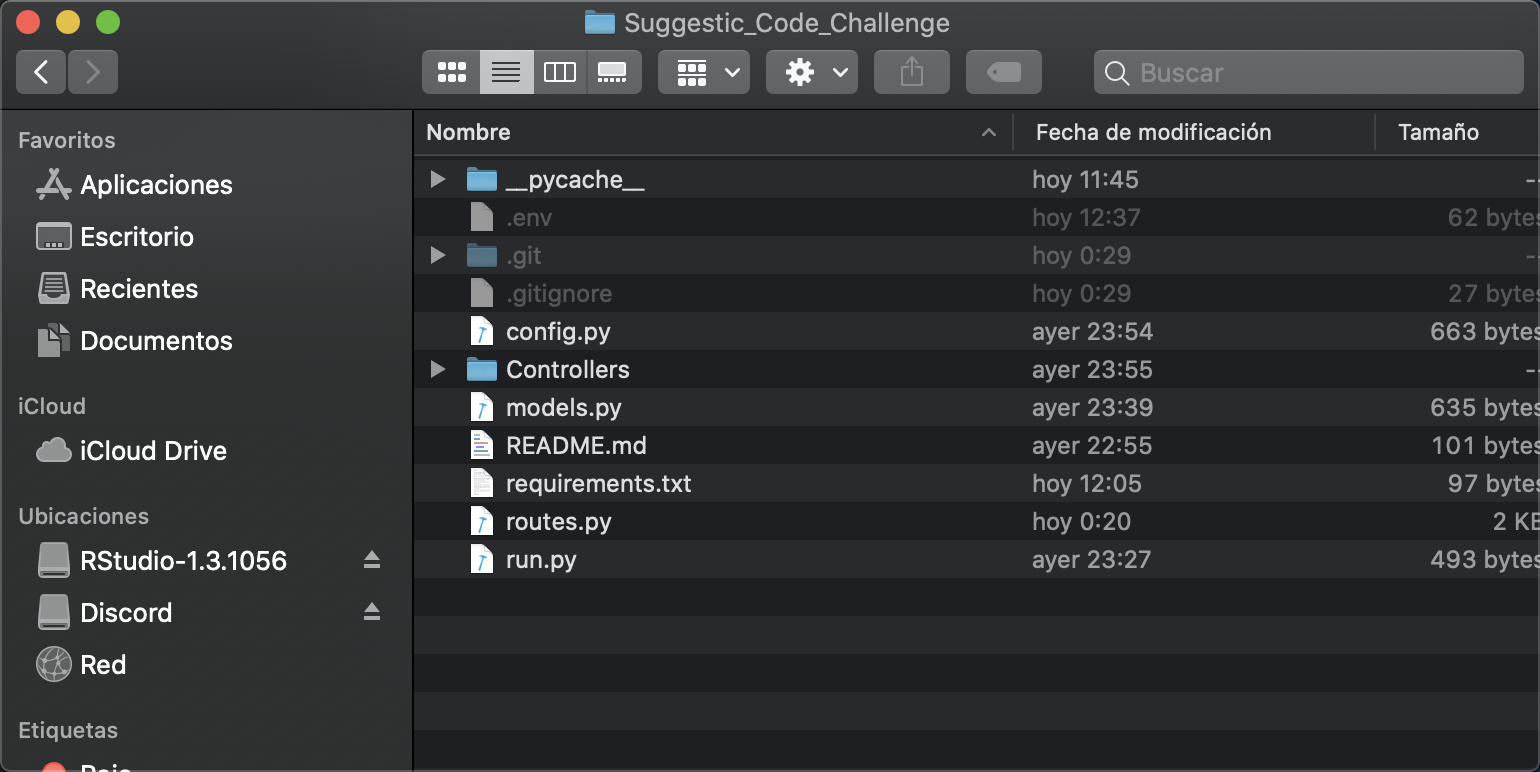 Suggestic_Code_Challenge
Buscar
Favoritos
Aplicaciones
Escritorio
Recientes
Documentos
iCloud
iCloud Drive
Ubicaciones
RStudio-1.3.1056
Discord
Red
Etiquetas
Nombre Fecha de modificación Tamaño
__pycache__ hoy 11:45 --
.env hoy 12:37 62 bytes
.git hoy 0:29 --
.gitignore hoy 0:29 27 bytes
config.py ayer 23:54 663 bytes
Controllers ayer 23:55 --
models.py ayer 23:39 635 bytes
README.md ayer 22:55 101 bytes
requirements.txt hoy 12:05 97 bytes
routes.py hoy 0:20 2 KB
run.py ayer 23:27 493 bytes